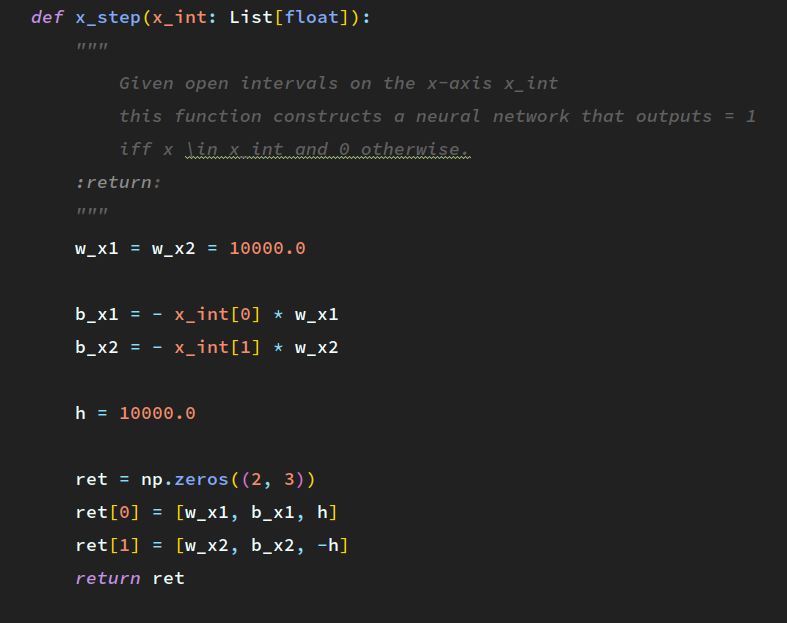 def x_step(x_int: List[float]):
"""
Given open intervals on the x-axis x_int
this function constructs a neural network that outputs = 1
iff x \in x_int and 0 otherwise.
:return:
"""
w_x1 = w_x2 = 10000.0
b_x1 = - x_int[0] * w_x1
b_x2 = - x_int[1] * w_x2
h = 10000.0
ret = np.zeros((2, 3))
ret[0] = [w_x1, b_x1, h]
ret[1] = [w_x2, b_x2, -h]
return ret